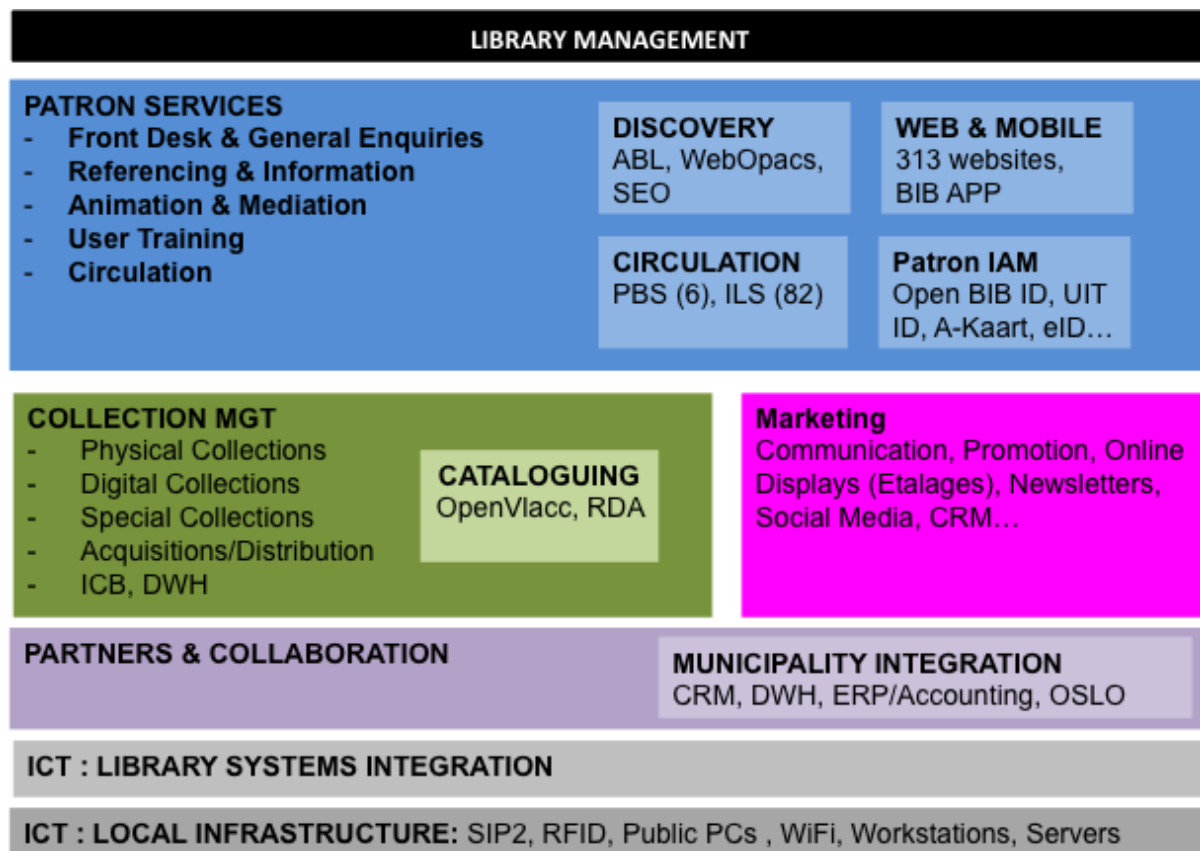 LIBRARY MANAGEMENT
PATRON SERVICES
- Front Desk & General Enquiries
- Referencing & Information
- Animation & Mediation
- User Training
- Circulation
DISCOVERY
ABL, WebOpacs,
SEO
WEB & MOBILE
313 websites,
BIB APP
CIRCULATION
PBS (6), ILS (82)
Patron IAM
Open BIB ID, UIT
ID, A-Kaart, eID...
COLLECTION MGT
- Physical Collections
- Digital Collections
- Special Collections
- Acquisitions/Distribution
- ICB, DWH
CATALOGUING
OpenVlacc, RDA
Marketing
Communication, Promotion, Online
Displays (Etalages), Newsletters,
Social Media, CRM...
PARTNERS & COLLABORATION
MUNICIPALITY INTEGRATION
CRM, DWH, ERP/Accounting, OSLO
ICT : LIBRARY SYSTEMS INTEGRATION
ICT : LOCAL INFRASTRUCTURE: SIP2, RFID, Public PCs , WiFi, Workstations, Servers